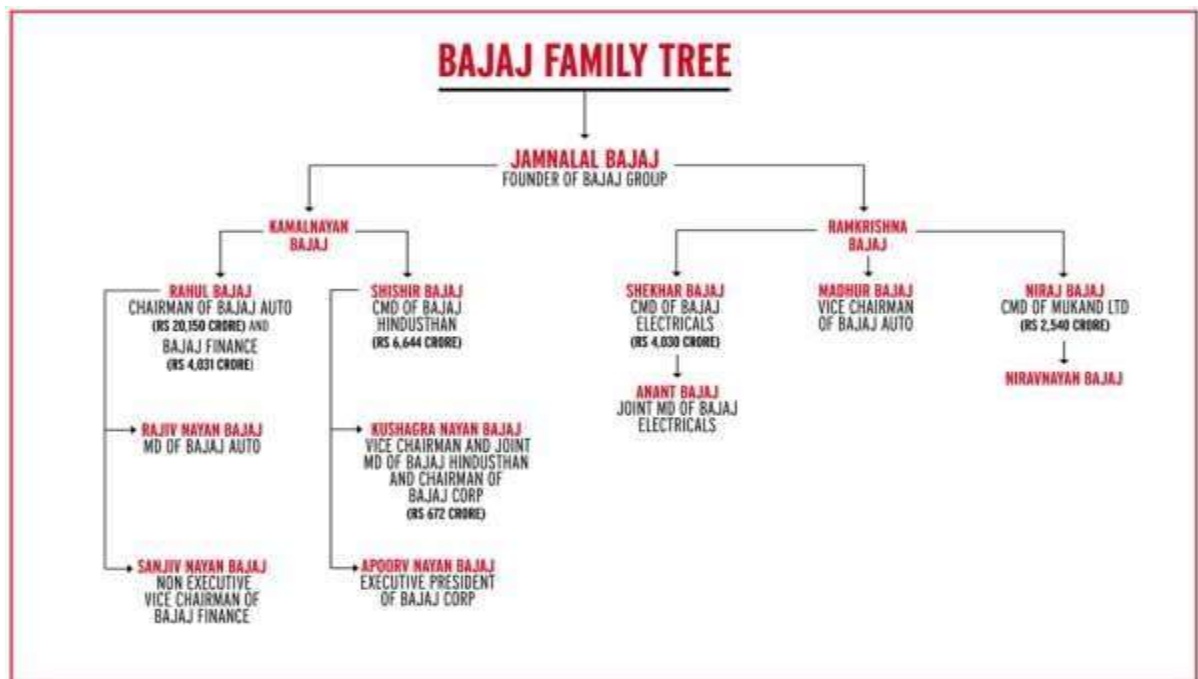 BAJAJ FAMILY TREE
JAMNALAL BAJAJ
FOUNDER OF BAJAJ GROUP
KAMALNAYAN
BAJAJ
RAMKRISHNA
BAJAJ
RAHUL BAJAJ
CHAIRMAN OF BAJAJ AUTO
(RS 20,150 CRORE) AND
BAJAJ FINANCE
(RS 4,031 CRORE)
SHISHIR BAJAJ
CMD OF BAJAJ
HINDUSTHAN
(RS 6,644 CRORE)
SHEKHAR BAJAJ
CMD OF BAJAJ
ELECTRICALS
(RS 4,030 CRORE)
MADHUR BAJAJ
VICE CHAIRMAN
OF BAJAJ AUTO
NIRAJ BAJAJ
CMD OF MUKAND LTD
(RS 2,540 CRORE)
ANANT BAJAJ
JOINT MD OF BAJAJ
ELECTRICALS
NIRAVNAYAN BAJAJ
RAJIV NAYAN BAJAJ
MD OF BAJAJ AUTO
KUSHAGRA NAYAN BAJAJ
VICE CHAIRMAN AND JOINT
MD OF BAJAJ HINDUSTHAN
AND CHAIRMAN OF
BAJAJ CORP
(RS 672 CRORE)
SANJIV NAYAN BAJAJ
NON EXECUTIVE
VICE CHAIRMAN OF
BAJAJ FINANCE
APOORV NAYAN BAJAJ
EXECUTIVE PRESIDENT
OF BAJAJ CORP